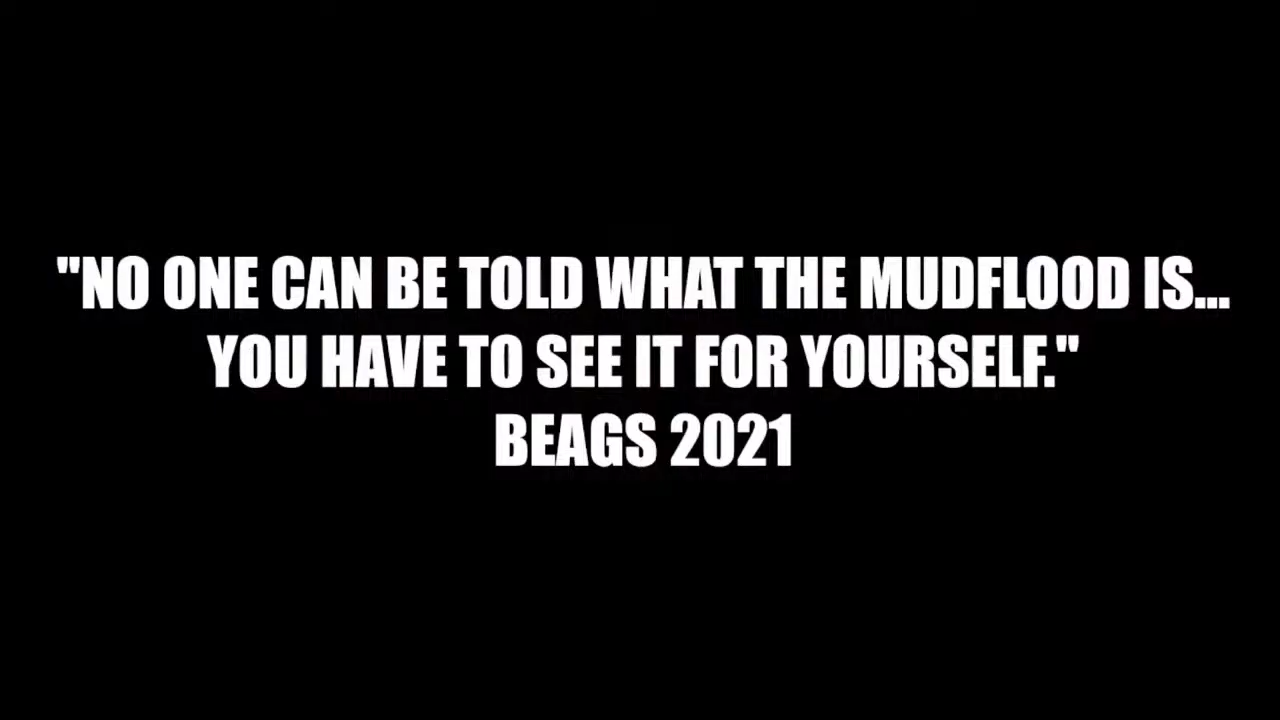 "NO ONE CAN BE TOLD WHAT THE MUDFLOOD IS...
YOU HAVE TO SEE IT FOR YOURSELF."
BEAGS 2021